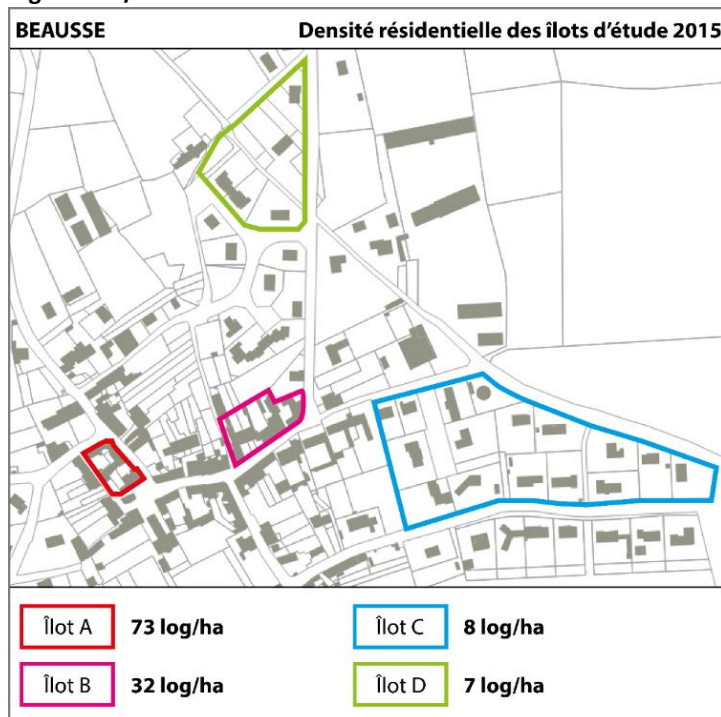 BEAUSSE Densité résidentielle des îlots d’étude 2015
Îlot A 73 log/ha
Îlot C 8 log/ha
Îlot B 32 log/ha
Îlot D 7 log/ha